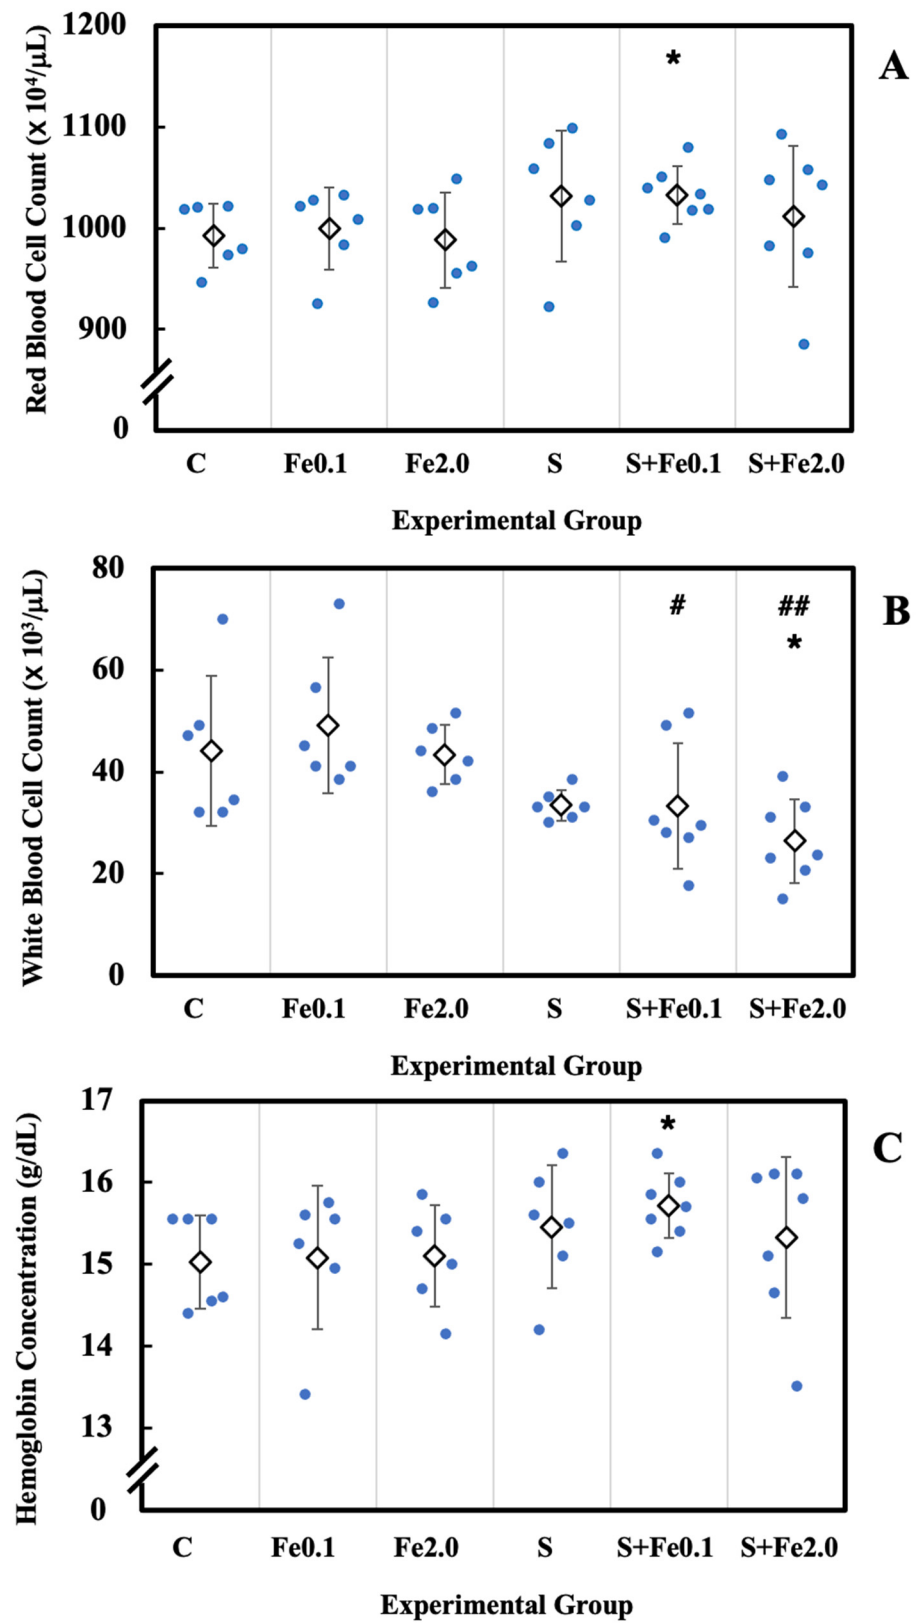 A
Red Blood Cell Count (x 10⁴/μL)
1200
1100
1000
900
0
*
C Fe0.1 Fe2.0 S S+Fe0.1 S+Fe2.0
Experimental Group
B
White Blood Cell Count (x 10³/μL)
80
60
40
20
0
# ##
*
C Fe0.1 Fe2.0 S S+Fe0.1 S+Fe2.0
Experimental Group
C
Hemoglobin Concentration (g/dL)
17
16
15
14
13
0
*
C Fe0.1 Fe2.0 S S+Fe0.1 S+Fe2.0
Experimental Group